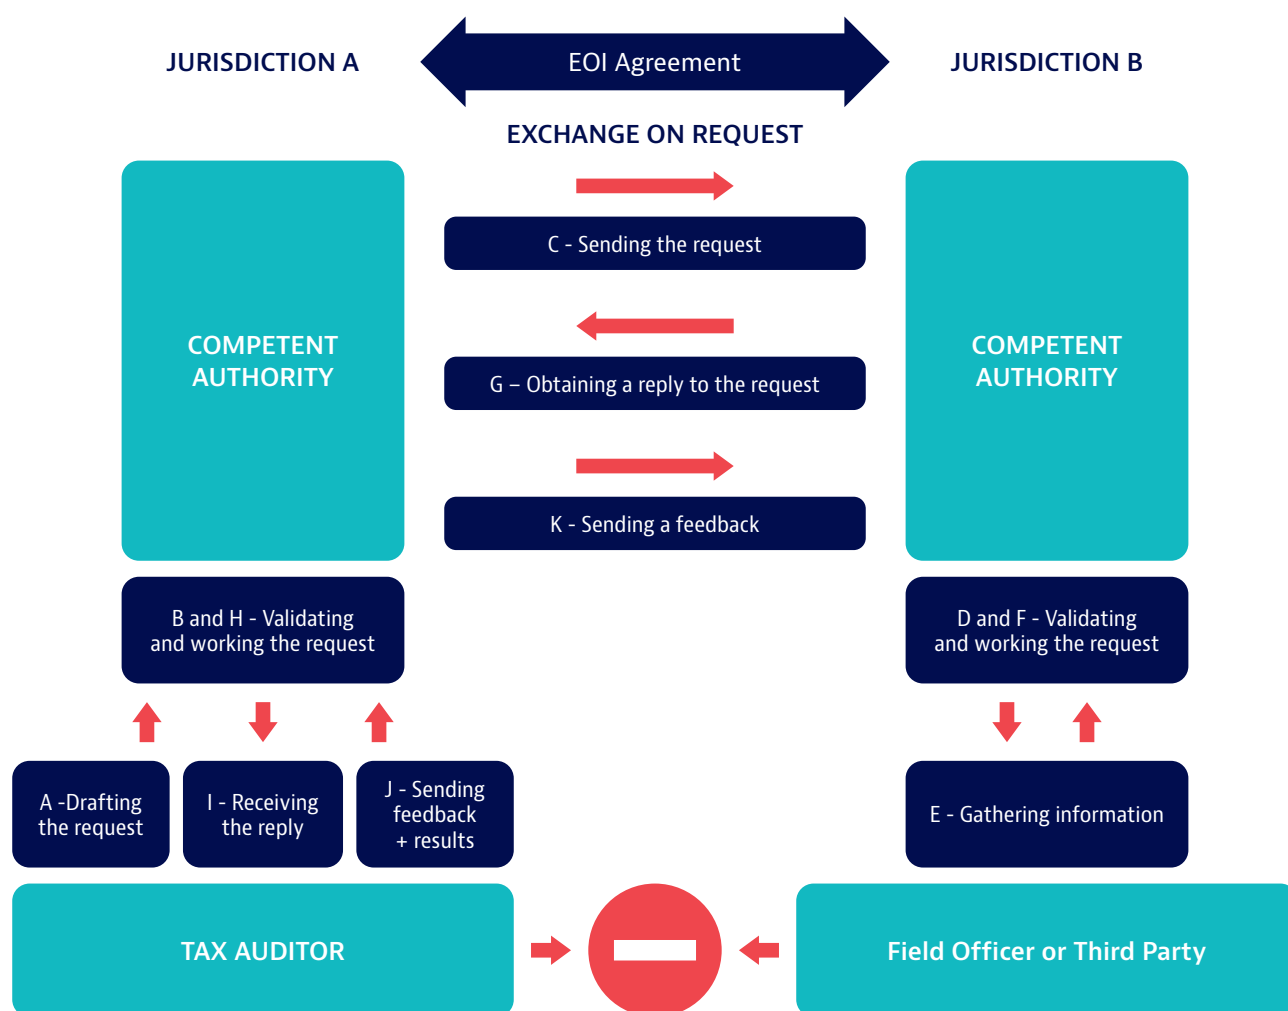 JURISDICTION A
EOI Agreement
JURISDICTION B
EXCHANGE ON REQUEST
COMPETENT
AUTHORITY
C - Sending the request
G – Obtaining a reply to the request
K - Sending a feedback
COMPETENT
AUTHORITY
B and H - Validating
and working the request
D and F - Validating
and working the request
A -Drafting
the request
I - Receiving
the reply
J - Sending
feedback
+ results
E - Gathering information
TAX AUDITOR
Field Officer or Third Party